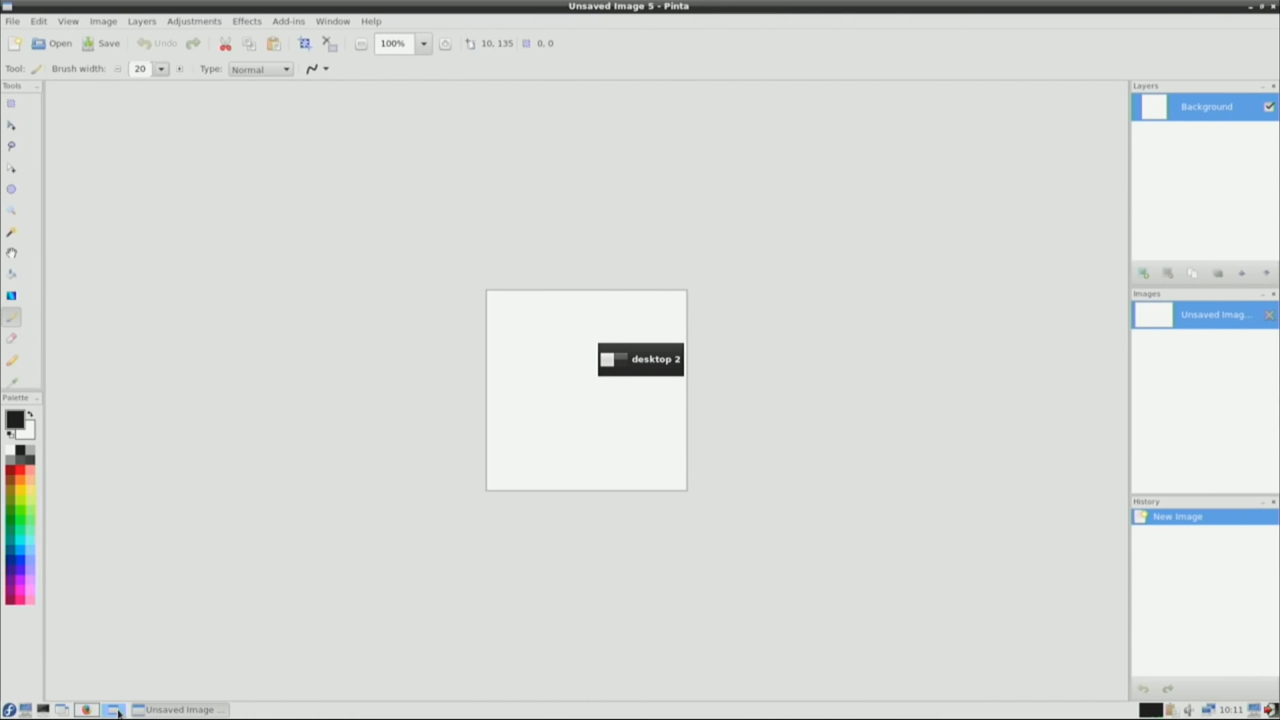 Unsaved Image 5 - Pinta
File Edit View Image Layers Adjustments Effects Add-ins Window Help
Open Save Undo 100% 10, 135 0, 0
Tool: Brush width: 20 Type: Normal
Tools
Layers
Background
Images
Unsaved Imag...
desktop 2
Palette
History
New Image
Unsaved Image ...
10:11